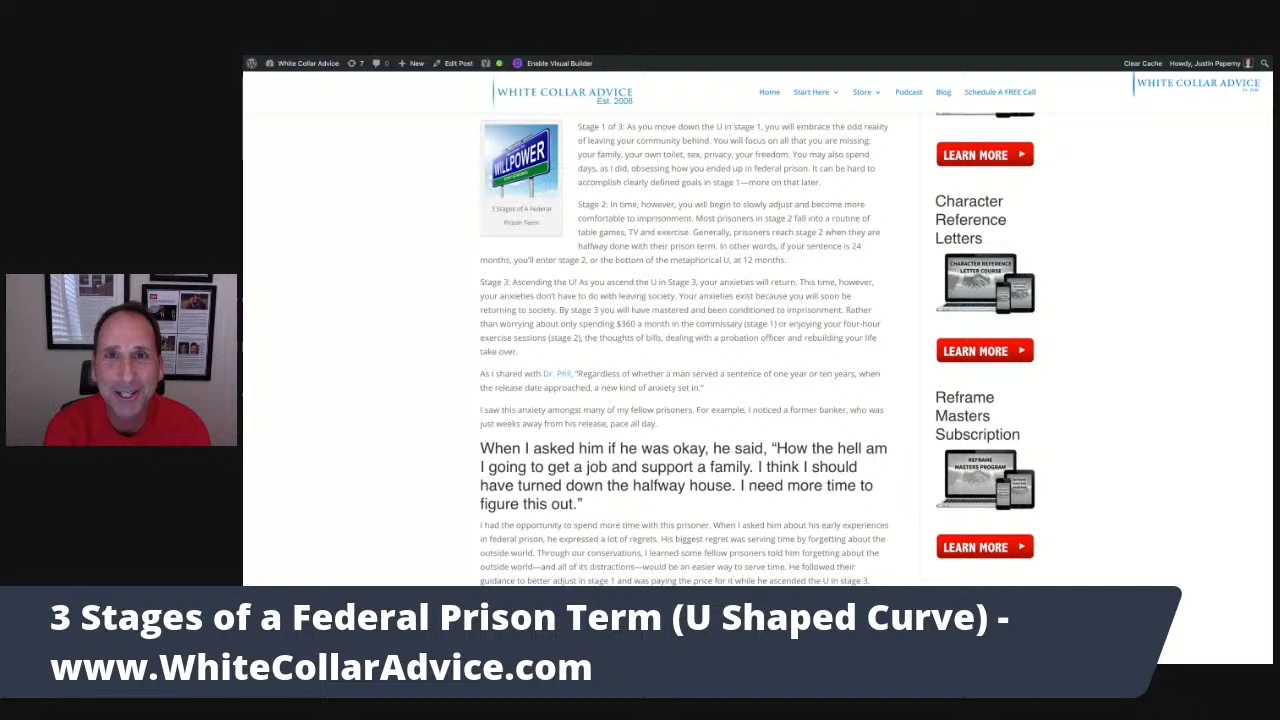 White Collar Advice
7
0
New
Edit Post
Enable Visual Builder
Clear Cache
Howdy, Justin Paperny
WHITE COLLAR ADVICE
Est. 2008
Home
Start Here
Store
Podcast
Blog
Schedule A FREE Call
WHITE COLLAR ADVICE
WILLPOWER
3 Stages of A Federal
Prison Term
Stage 1 of 3: As you move down the U in stage 1, you will embrace the odd reality
of leaving your community behind. You will focus on all that you are missing;
your family, your own toilet, sex, privacy, your freedom. You may also spend
days, as I did, obsessing how you ended up in federal prison. It can be hard to
accomplish clearly defined goals in stage 1—more on that later.
Stage 2: In time, however, you will begin to slowly adjust and become more
comfortable to imprisonment. Most prisoners in stage 2 fall into a routine of
table games, TV and exercise. Generally, prisoners reach stage 2 when they are
halfway done with their prison term. In other words, if your sentence is 24
months, you'll enter stage 2, or the bottom of the metaphorical U, at 12 months.
Stage 3: Ascending the U! As you ascend the U in Stage 3, your anxieties will return. This time, however,
your anxieties don't have to do with leaving society. Your anxieties exist because you will soon be
returning to society. By stage 3 you will have mastered and been conditioned to imprisonment. Rather
than worrying about only spending $360 a month in the commissary (stage 1) or enjoying your four-hour
exercise sessions (stage 2), the thoughts of bills, dealing with a probation officer and rebuilding your life
take over.
As I shared with Dr. Phil, "Regardless of whether a man served a sentence of one year or ten years, when
the release date approached, a new kind of anxiety set in."
I saw this anxiety amongst many of my fellow prisoners. For example, I noticed a former banker, who was
just weeks away from his release, pace all day.
When I asked him if he was okay, he said, “How the hell am
I going to get a job and support a family. I think I should
have turned down the halfway house. I need more time to
figure this out.”
I had the opportunity to spend more time with this prisoner. When I asked him about his early experiences
in federal prison, he expressed a lot of regrets. His biggest regret was serving time by forgetting about the
outside world. Through our conservations, I learned some fellow prisoners told him forgetting about the
outside world—and all of its distractions—would be an easier way to serve time. He followed their
guidance to better adjust in stage 1 and was paying the price for it while he ascended the U in stage 3.
LEARN MORE
Character
Reference
Letters
CHARACTER REFERENCE
LETTER COURSE
LEARN MORE
Reframe
Masters
Subscription
REFRAME
MASTERS PROGRAM
LEARN MORE
3 Stages of a Federal Prison Term (U Shaped Curve) -
www.WhiteCollarAdvice.com